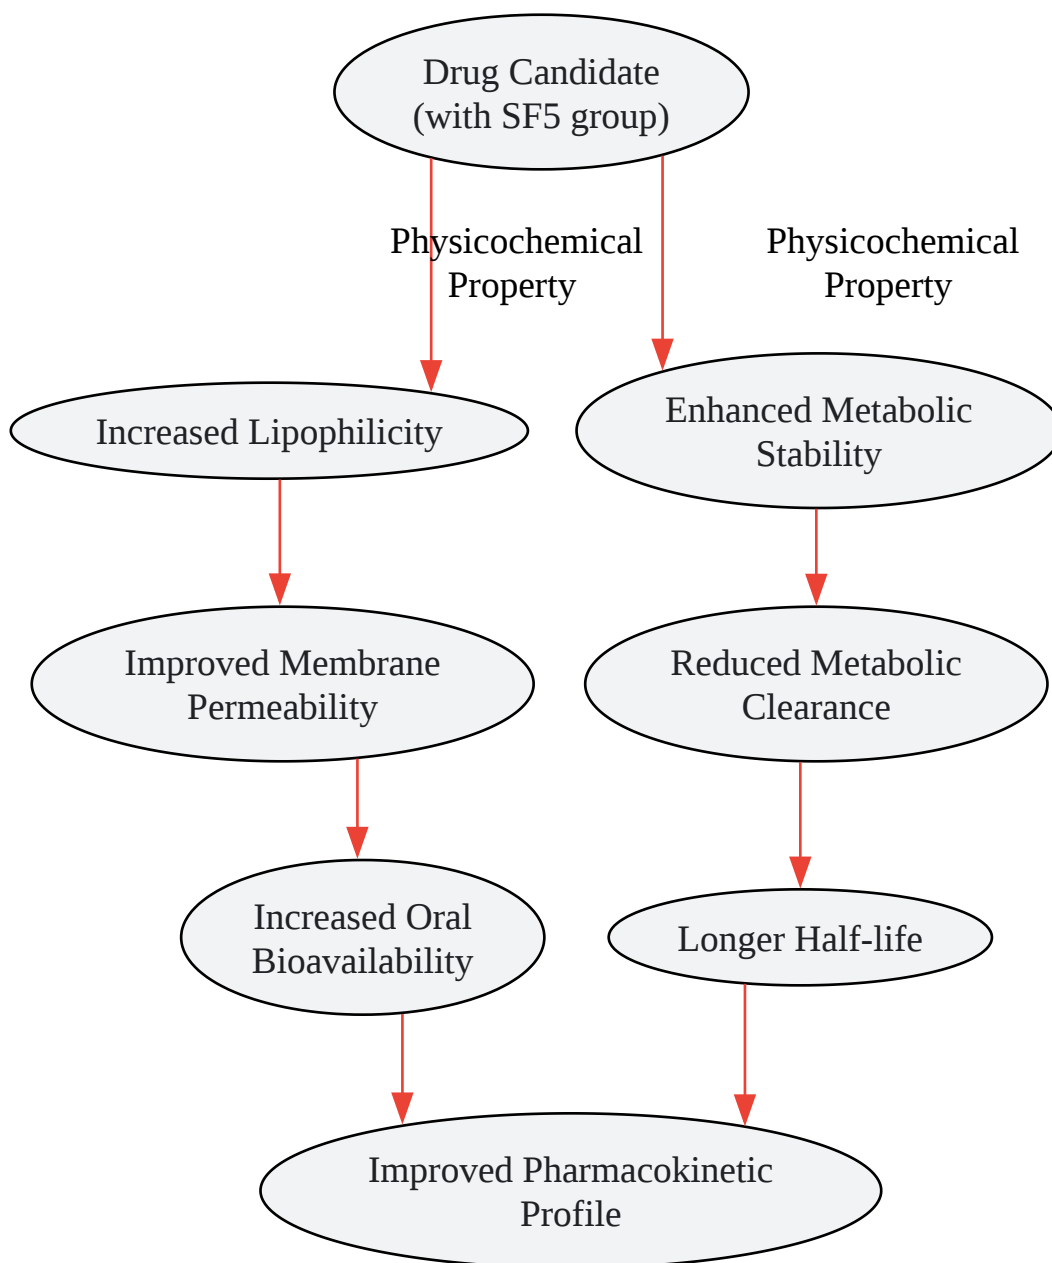 Drug Candidate
(with SF5 group)
Physicochemical
Property
Physicochemical
Property
Increased Lipophilicity
Enhanced Metabolic
Stability
Improved Membrane
Permeability
Reduced Metabolic
Clearance
Increased Oral
Bioavailability
Longer Half-life
Improved Pharmacokinetic
Profile